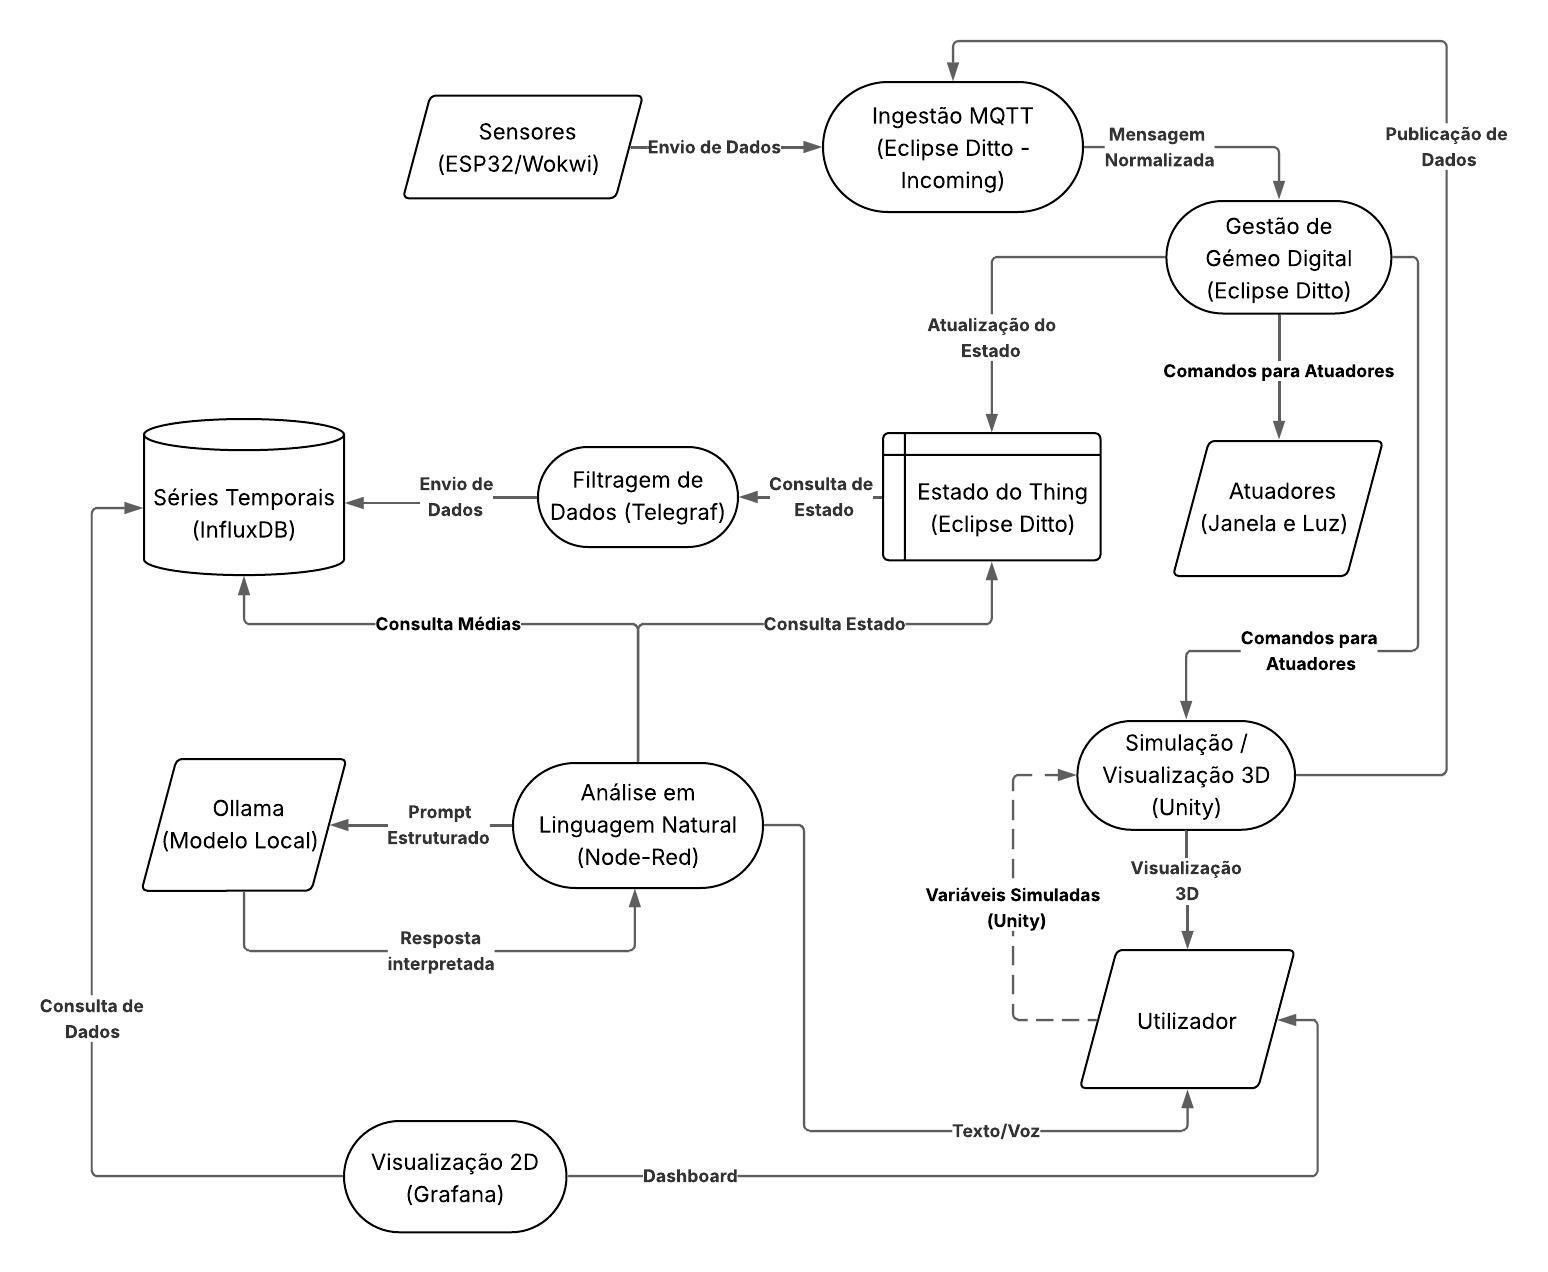 Sensores
(ESP32/Wokwi)
Envio de Dados
Ingestão MQTT
(Eclipse Ditto -
Incoming)
Mensagem
Normalizada
Publicação de
Dados
Gestão de
Gémeo Digital
(Eclipse Ditto)
Atualização do
Estado
Comandos para Atuadores
Séries Temporais
(InfluxDB)
Envio de
Dados
Filtragem de
Dados (Telegraf)
Consulta de
Estado
Estado do Thing
(Eclipse Ditto)
Atuadores
(Janela e Luz)
Consulta Médias
Consulta Estado
Comandos para
Atuadores
Ollama
(Modelo Local)
Prompt
Estruturado
Análise em
Linguagem Natural
(Node-Red)
Simulação /
Visualização 3D
(Unity)
Resposta
interpretada
Variáveis Simuladas
(Unity)
Visualização
3D
Consulta de
Dados
Utilizador
Texto/Voz
Visualização 2D
(Grafana)
Dashboard